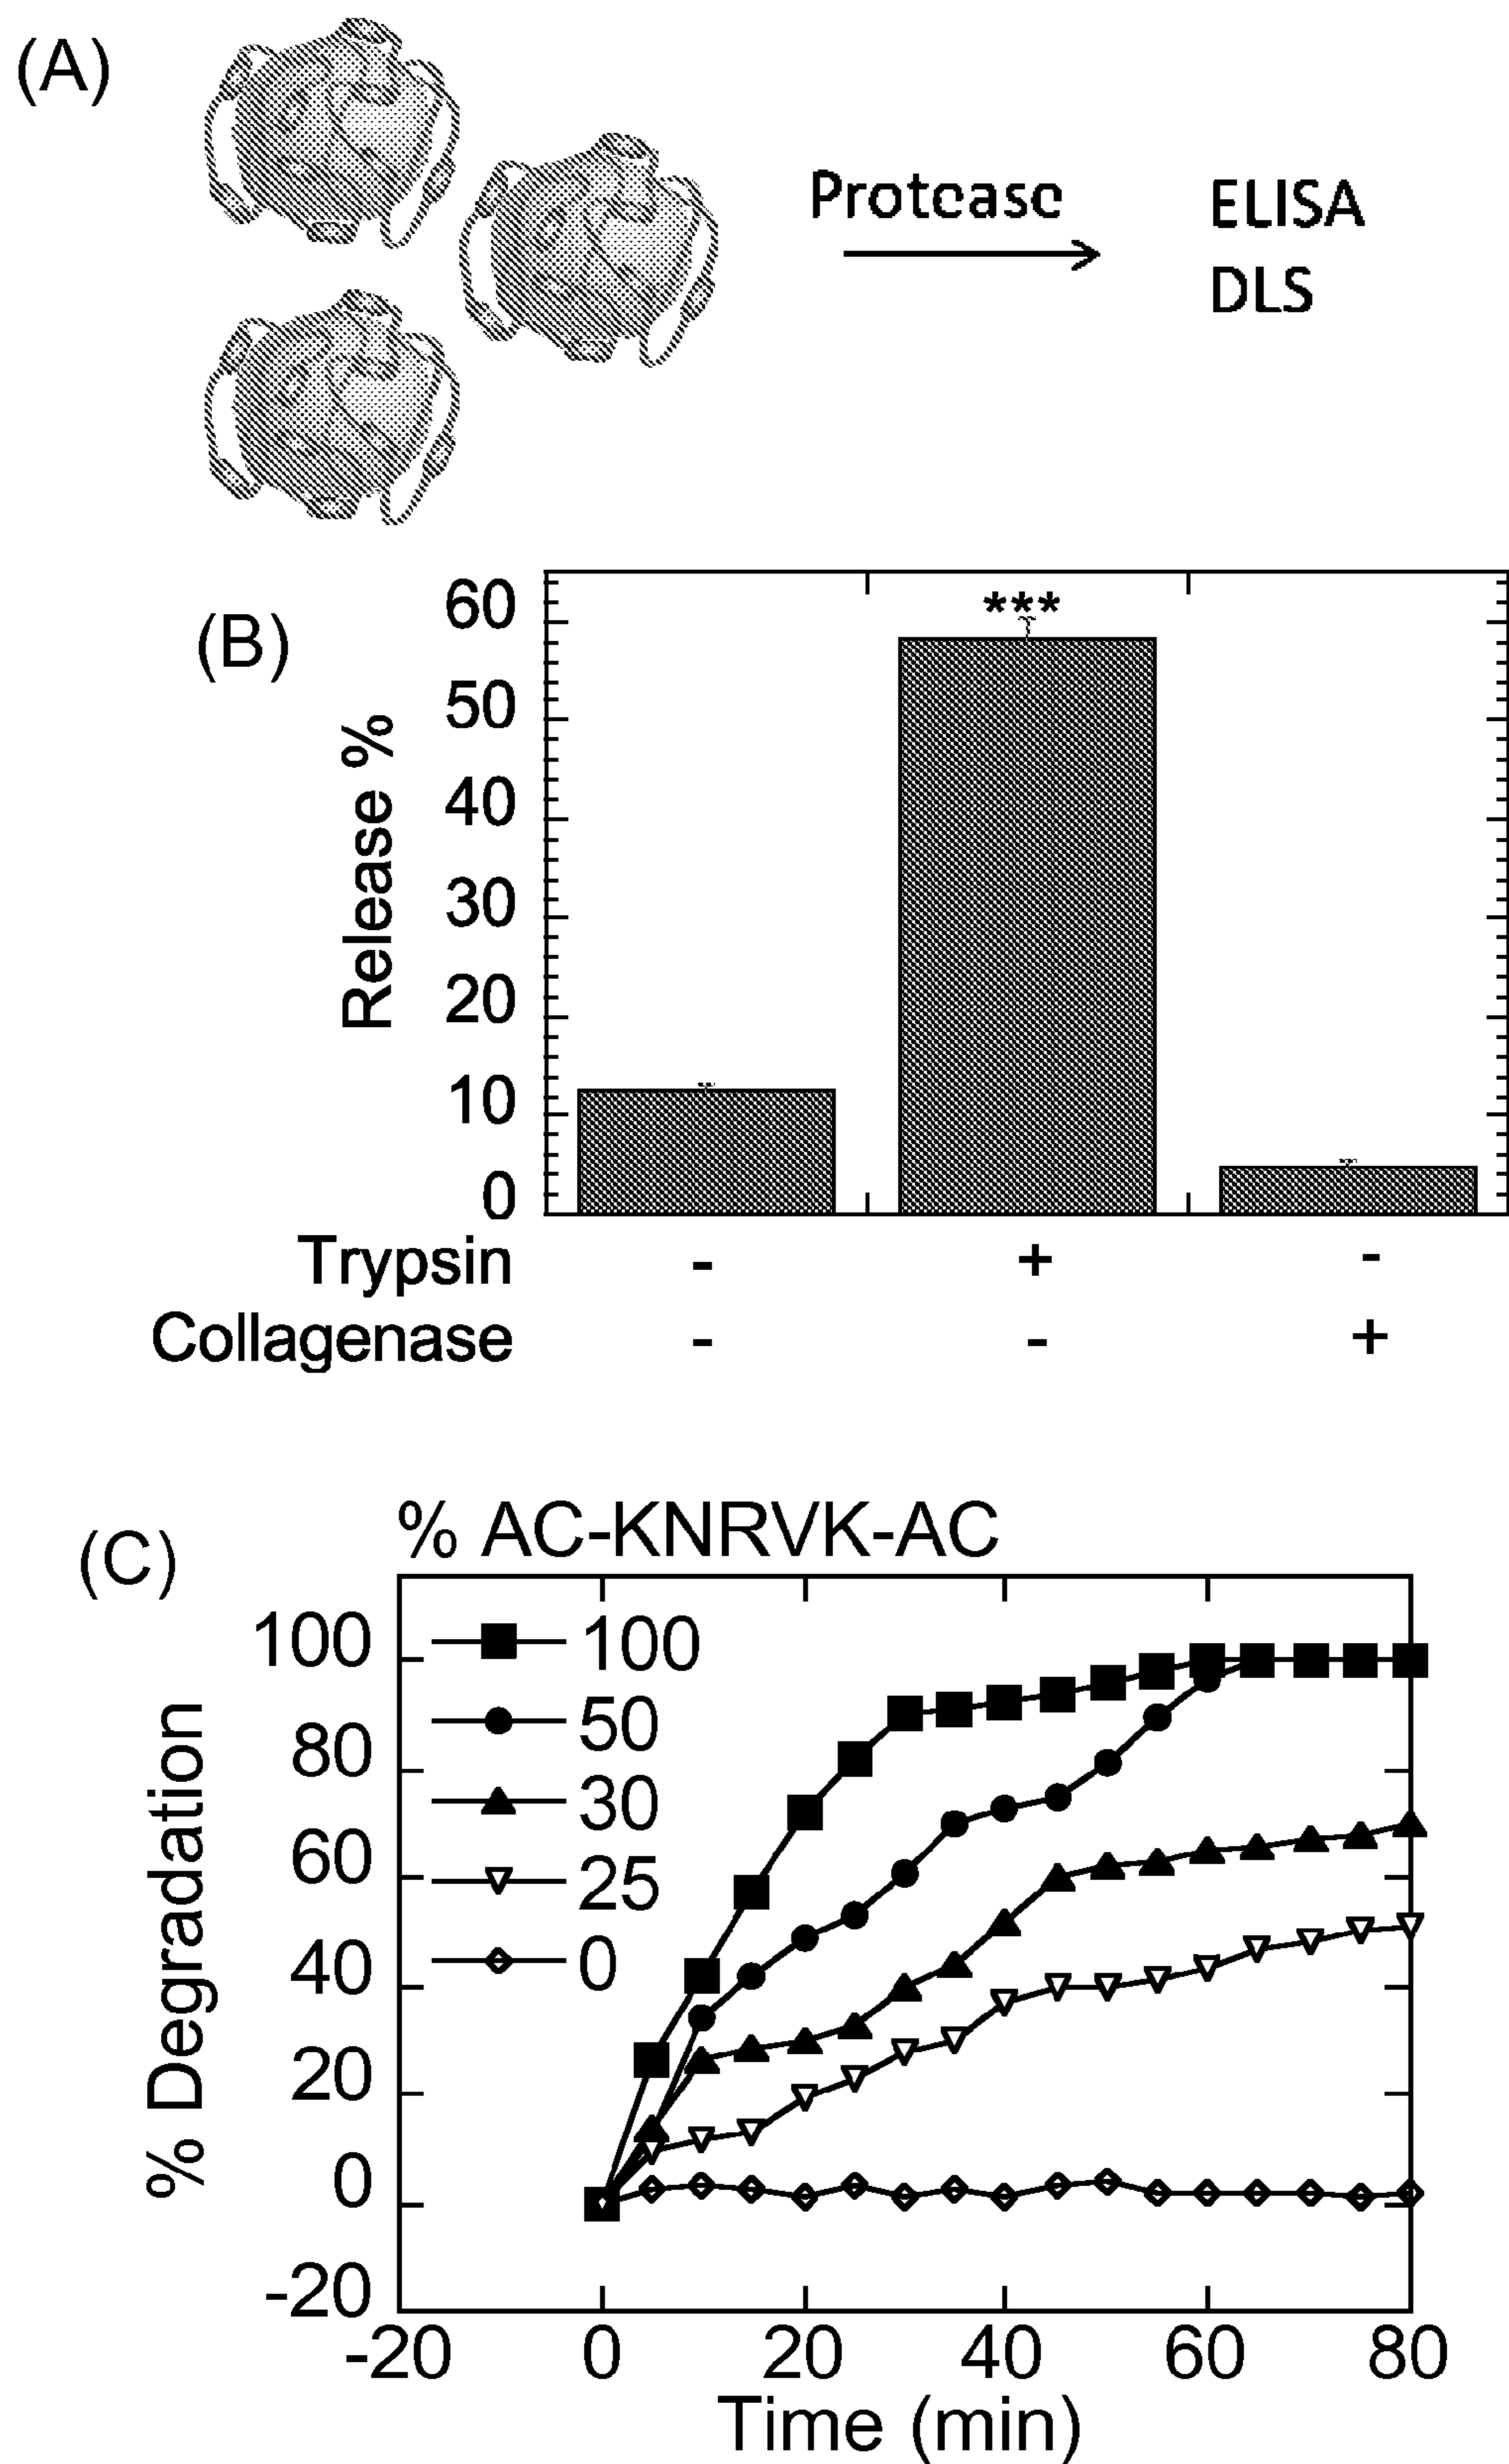 (A)
Protease
ELISA
DLS
(B)
***
Release %
60
50
40
30
20
10
0
Trypsin - + -
Collagenase - - +
(C)
% AC-KNRVK-AC
% Degradation
100
80
60
40
20
0
-20
100
50
30
25
0
-20 0 20 40 60 80
Time (min)